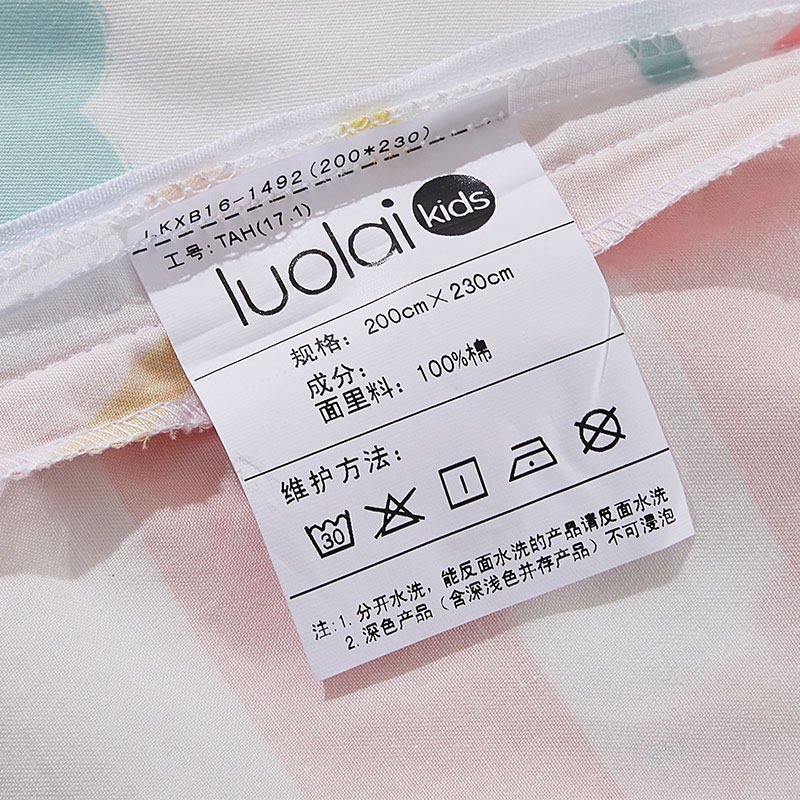 LKXB16-1492(200*230)
工号: TAH(17.1)
luolai kids
规格: 200cm×230cm
成分:
面里料: 100%棉
维护方法:
30
注:1.分开水洗，能反面水洗的产品请反面水洗
2.深色产品（含深浅色并存产品）不可浸泡